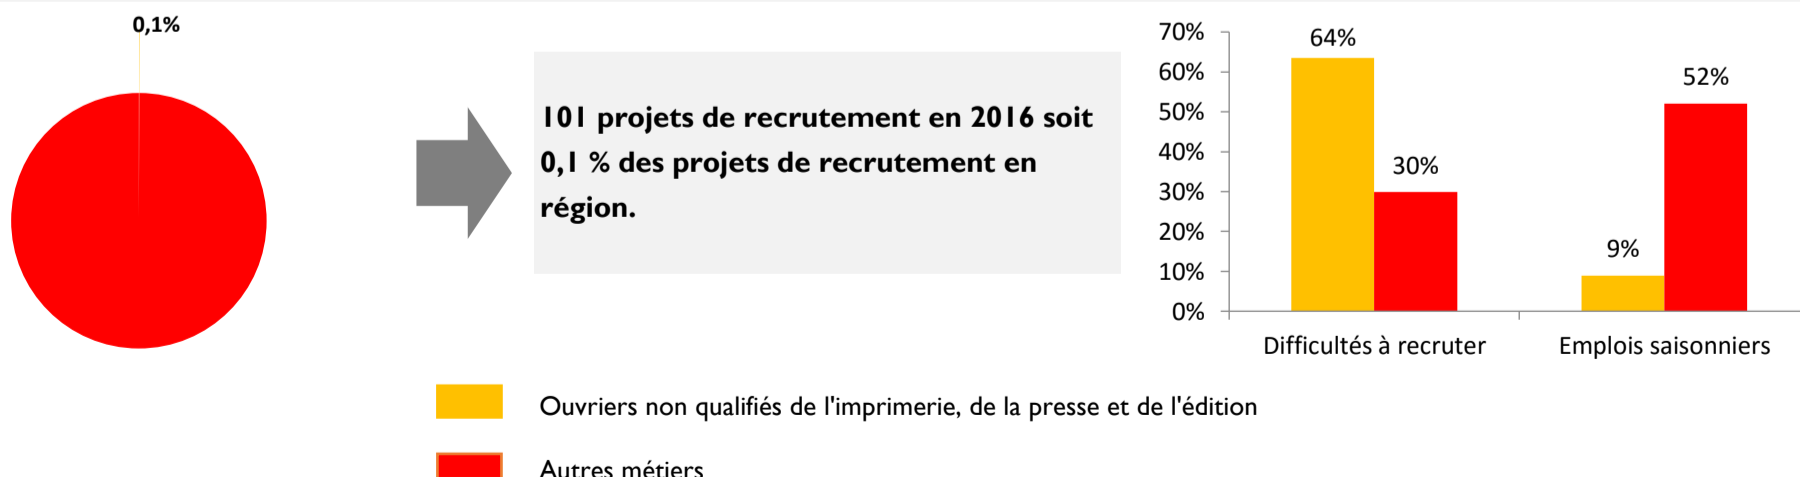 0,1%
101 projets de recrutement en 2016 soit
0,1 % des projets de recrutement en
région.
70%
60%
50%
40%
30%
20%
10%
0%
64%
30%
9%
52%
Difficultés à recruter
Emplois saisonniers
Ouvriers non qualifiés de l'imprimerie, de la presse et de l'édition
Autres métiers